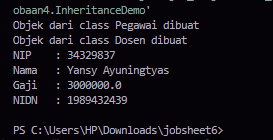 obaan4.InheritanceDemo'
Objek dari class Pegawai dibuat
Objek dari class Dosen dibuat
NIP   : 34329837
Nama  : Yansy Ayuningtyas
Gaji  : 3000000.0
NIDN  : 1989432439
PS C:\Users\HP\Downloads\jobsheet6>